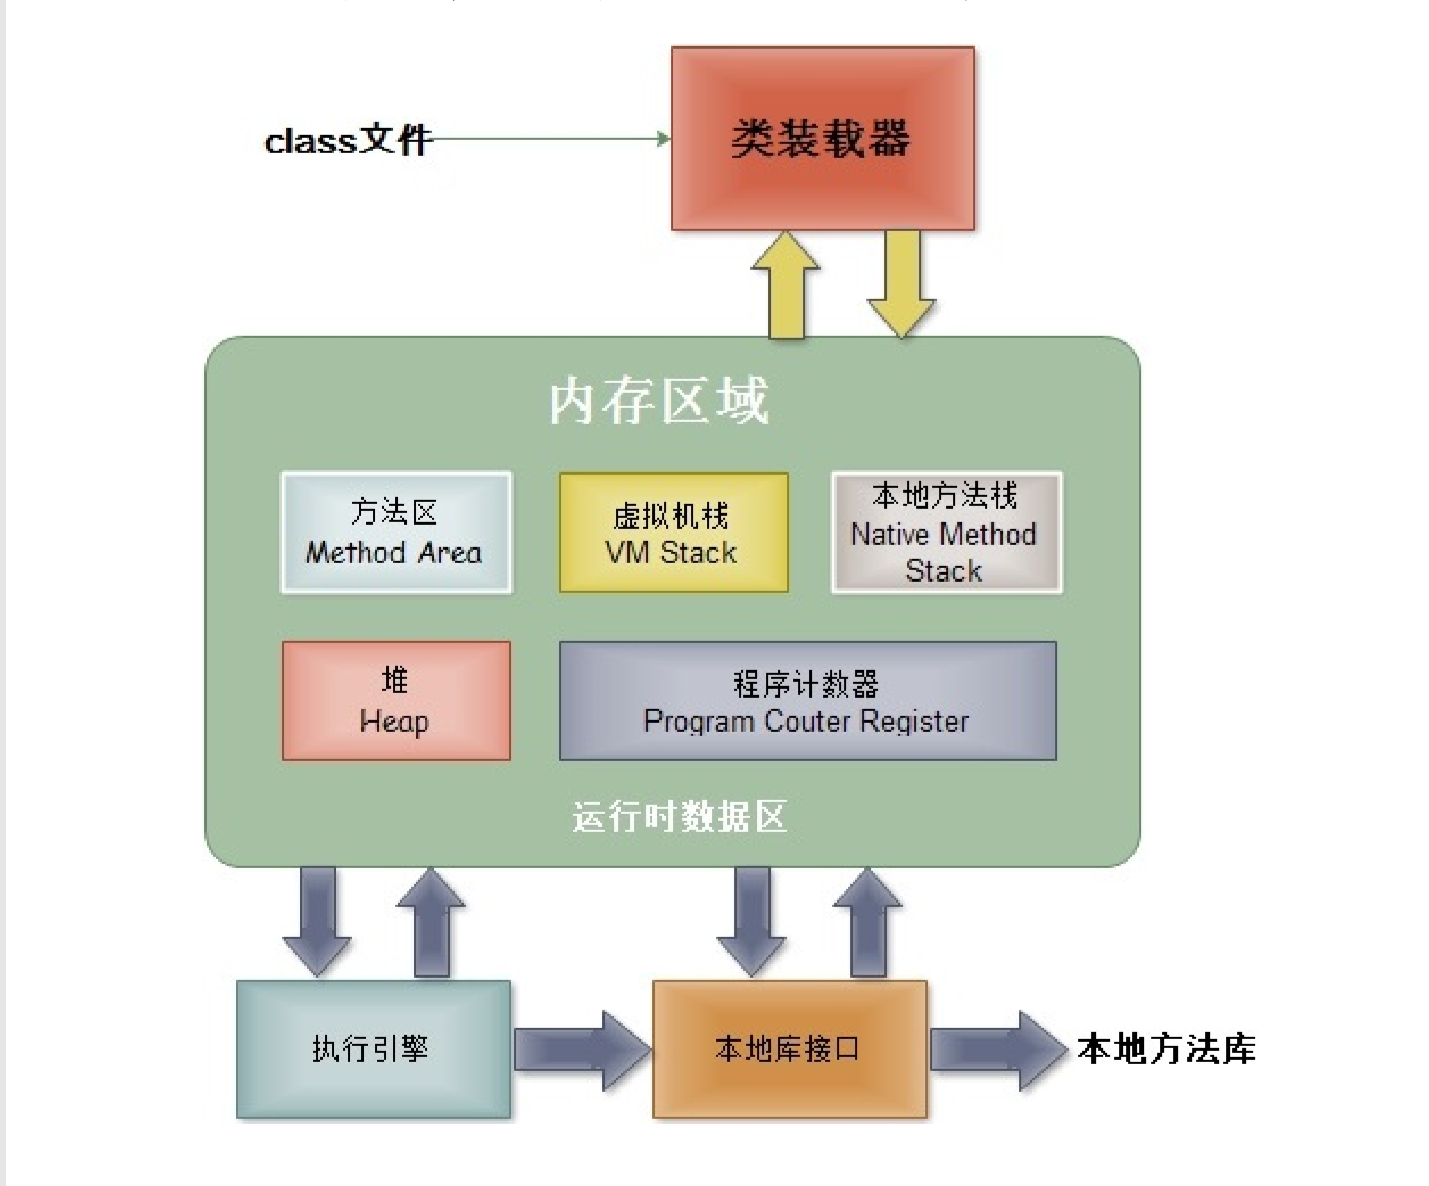 class文件
类装载器
内存区域
方法区
Method Area
虚拟机栈
VM Stack
本地方法栈
Native Method
Stack
堆
Heap
程序计数器
Program Couter Register
运行时数据区
执行引擎
本地库接口
本地方法库